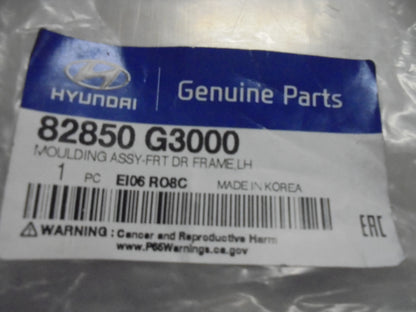 HYUNDAI
Genuine Parts
82850 G3000
MOULDING ASSY-FRT DR FRAME,LH
1 PC EI06 RO8C MADE IN KOREA
WARNING : Cancer and Reproductive Harm
www.P65Warnings.ca.gov
EAC